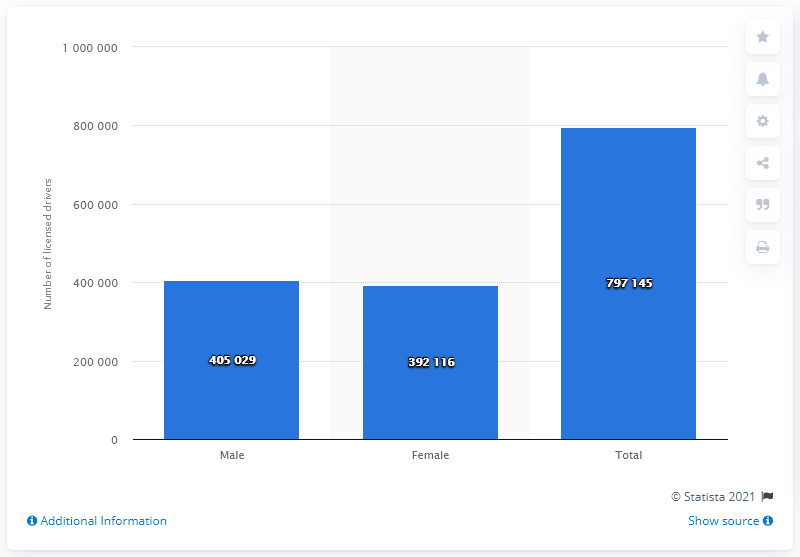 1 000 000
800 000
600 000
400 000
200 000
0
Number of licensed drivers
405 029
392 116
797 145
Male
Female
Total
© Statista 2021
Additional Information
Show source